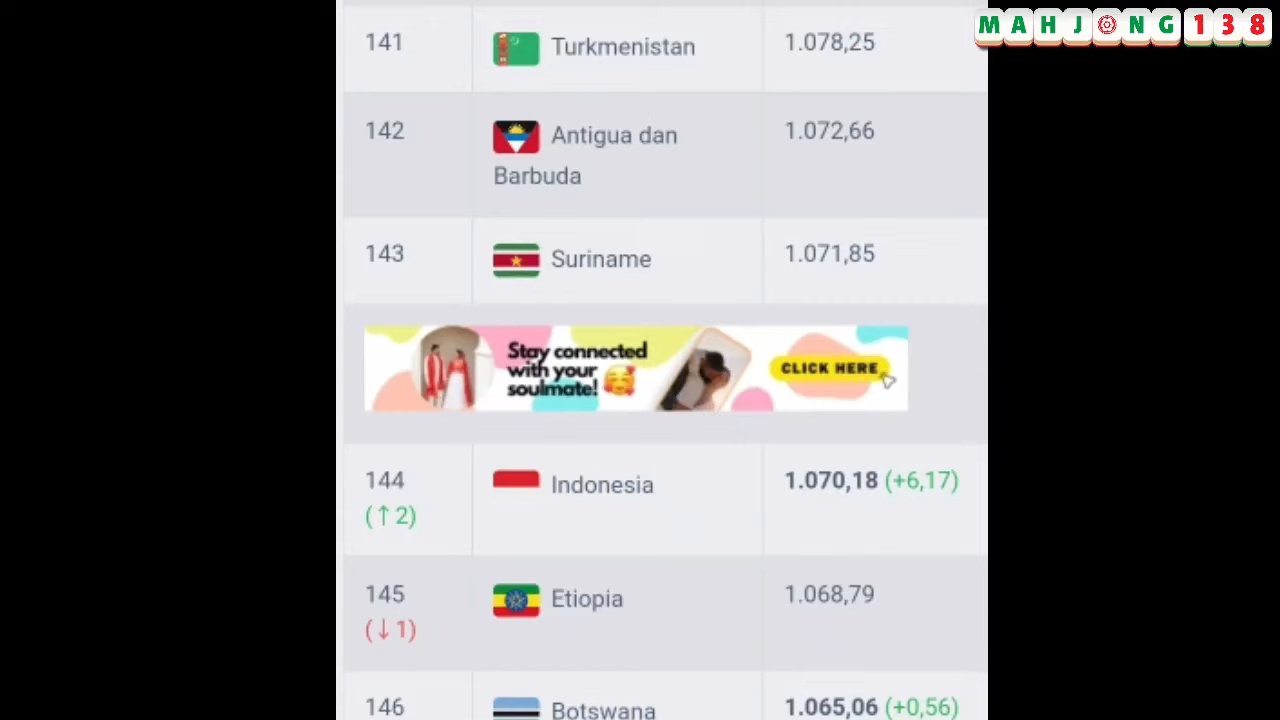 MAHJONG138
141 Turkmenistan 1.078,25
142 Antigua dan 1.072,66
Barbuda
143 Suriname 1.071,85
Stay connected
with your
soulmate!
CLICK HERE
144 Indonesia 1.070,18 (+6,17)
(↑2)
145 Etiopia 1.068,79
(↓1)
146 Botswana 1.065,06 (+0,56)